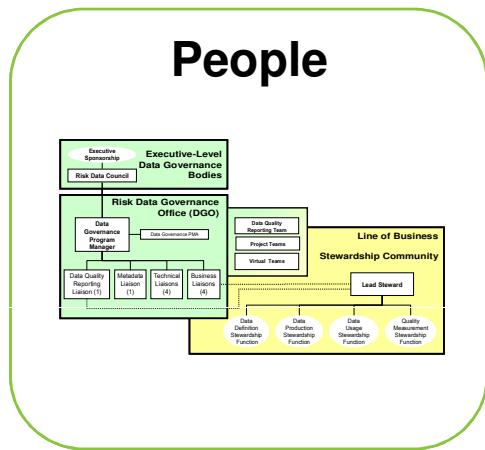 People
Executive
Sponsorship
Risk Data Council
Executive-Level
Data Governance
Bodies
Risk Data Governance
Office (DGO)
Data
Governance
Program
Manager
Data Governance PMA
Data Quality
Reporting
Liaison (1)
Metadata
Liaison
(1)
Technical
Liaisons
(4)
Business
Liaisons
(4)
Data Quality
Reporting Team
Project Teams
Virtual Teams
Line of Business
Stewardship Community
Lead Steward
Data
Definition
Stewardship
Function
Data
Production
Stewardship
Function
Data
Usage
Stewardship
Function
Quality
Measurement
Stewardship
Function